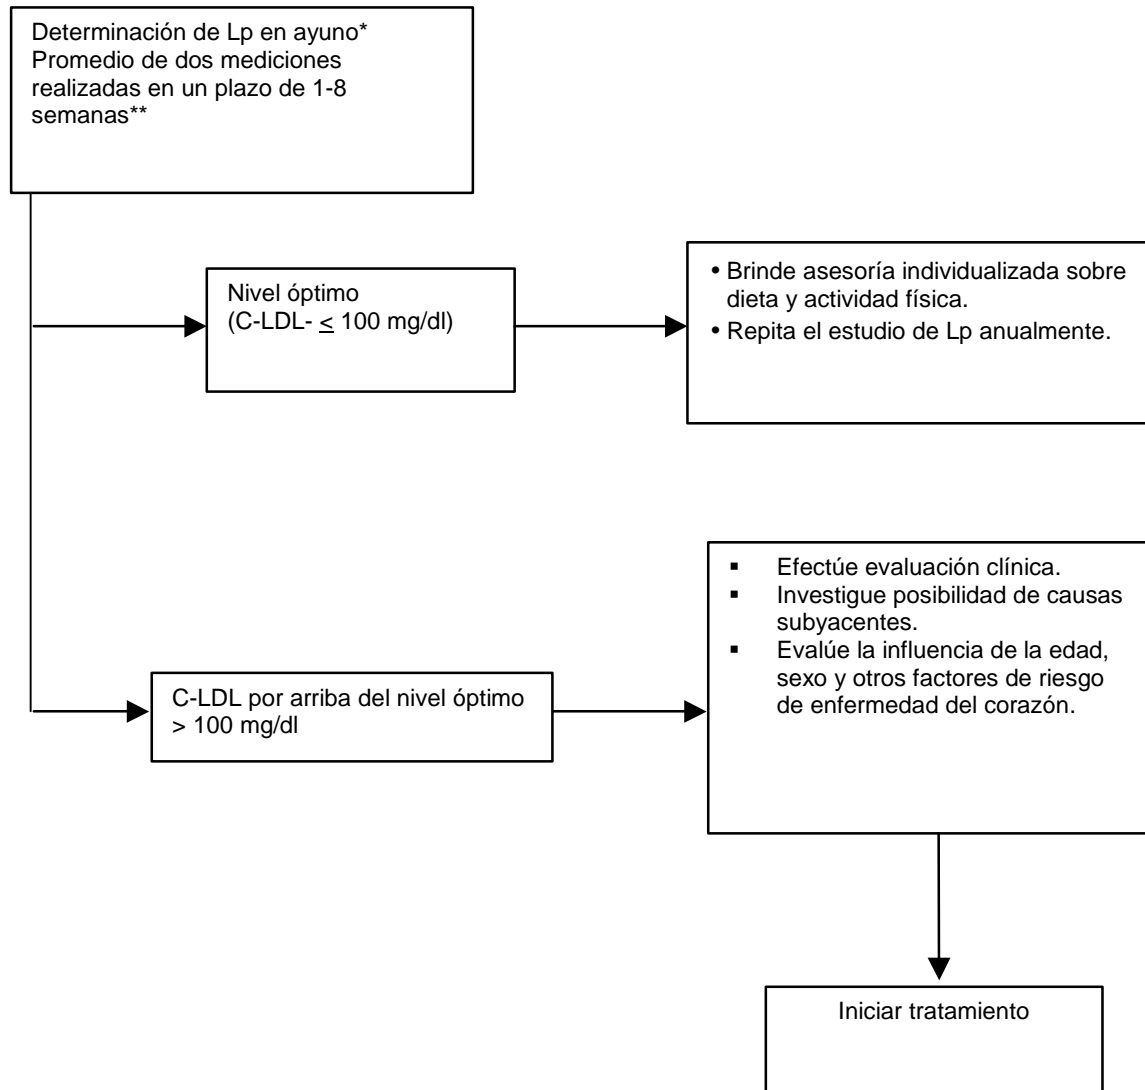 Determinación de Lp en ayuno*
Promedio de dos mediciones
realizadas en un plazo de 1-8
semanas**
Nivel óptimo
(C-LDL- ≤ 100 mg/dl)
• Brinde asesoría individualizada sobre
dieta y actividad física.
• Repita el estudio de Lp anualmente.
C-LDL por arriba del nivel óptimo
> 100 mg/dl
▪ Efectúe evaluación clínica.
▪ Investigue posibilidad de causas
subyacentes.
▪ Evalúe la influencia de la edad,
sexo y otros factores de riesgo
de enfermedad del corazón.
Iniciar tratamiento